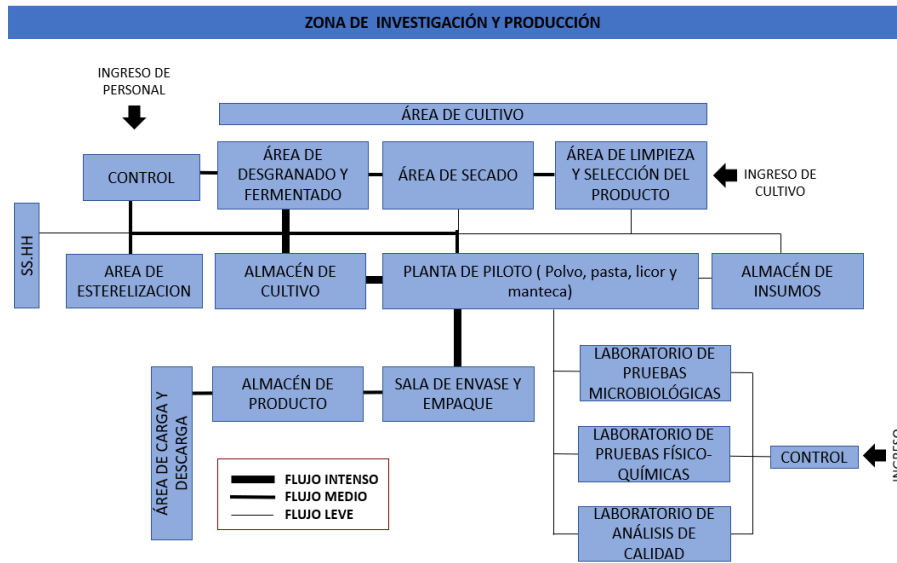 ZONA DE INVESTIGACIÓN Y PRODUCCIÓN
INGRESO DE
PERSONAL
ÁREA DE CULTIVO
CONTROL
ÁREA DE
DESGRANADO Y
FERMENTADO
ÁREA DE SECADO
ÁREA DE LIMPIEZA
Y SELECCIÓN DEL
PRODUCTO
INGRESO DE
CULTIVO
SS.HH
AREA DE
ESTERELIZACION
ALMACÉN DE
CULTIVO
PLANTA DE PILOTO ( Polvo, pasta, licor y
manteca)
ALMACÉN DE
INSUMOS
ÁREA DE CARGA Y
DESCARGA
ALMACÉN DE
PRODUCTO
SALA DE ENVASE Y
EMPAQUE
LABORATORIO DE
PRUEBAS
MICROBIOLÓGICAS
LABORATORIO DE
PRUEBAS FÍSICO-
QUÍMICAS
LABORATORIO DE
ANÁLISIS DE
CALIDAD
CONTROL
INGRESO
FLUJO INTENSO
FLUJO MEDIO
FLUJO LEVE